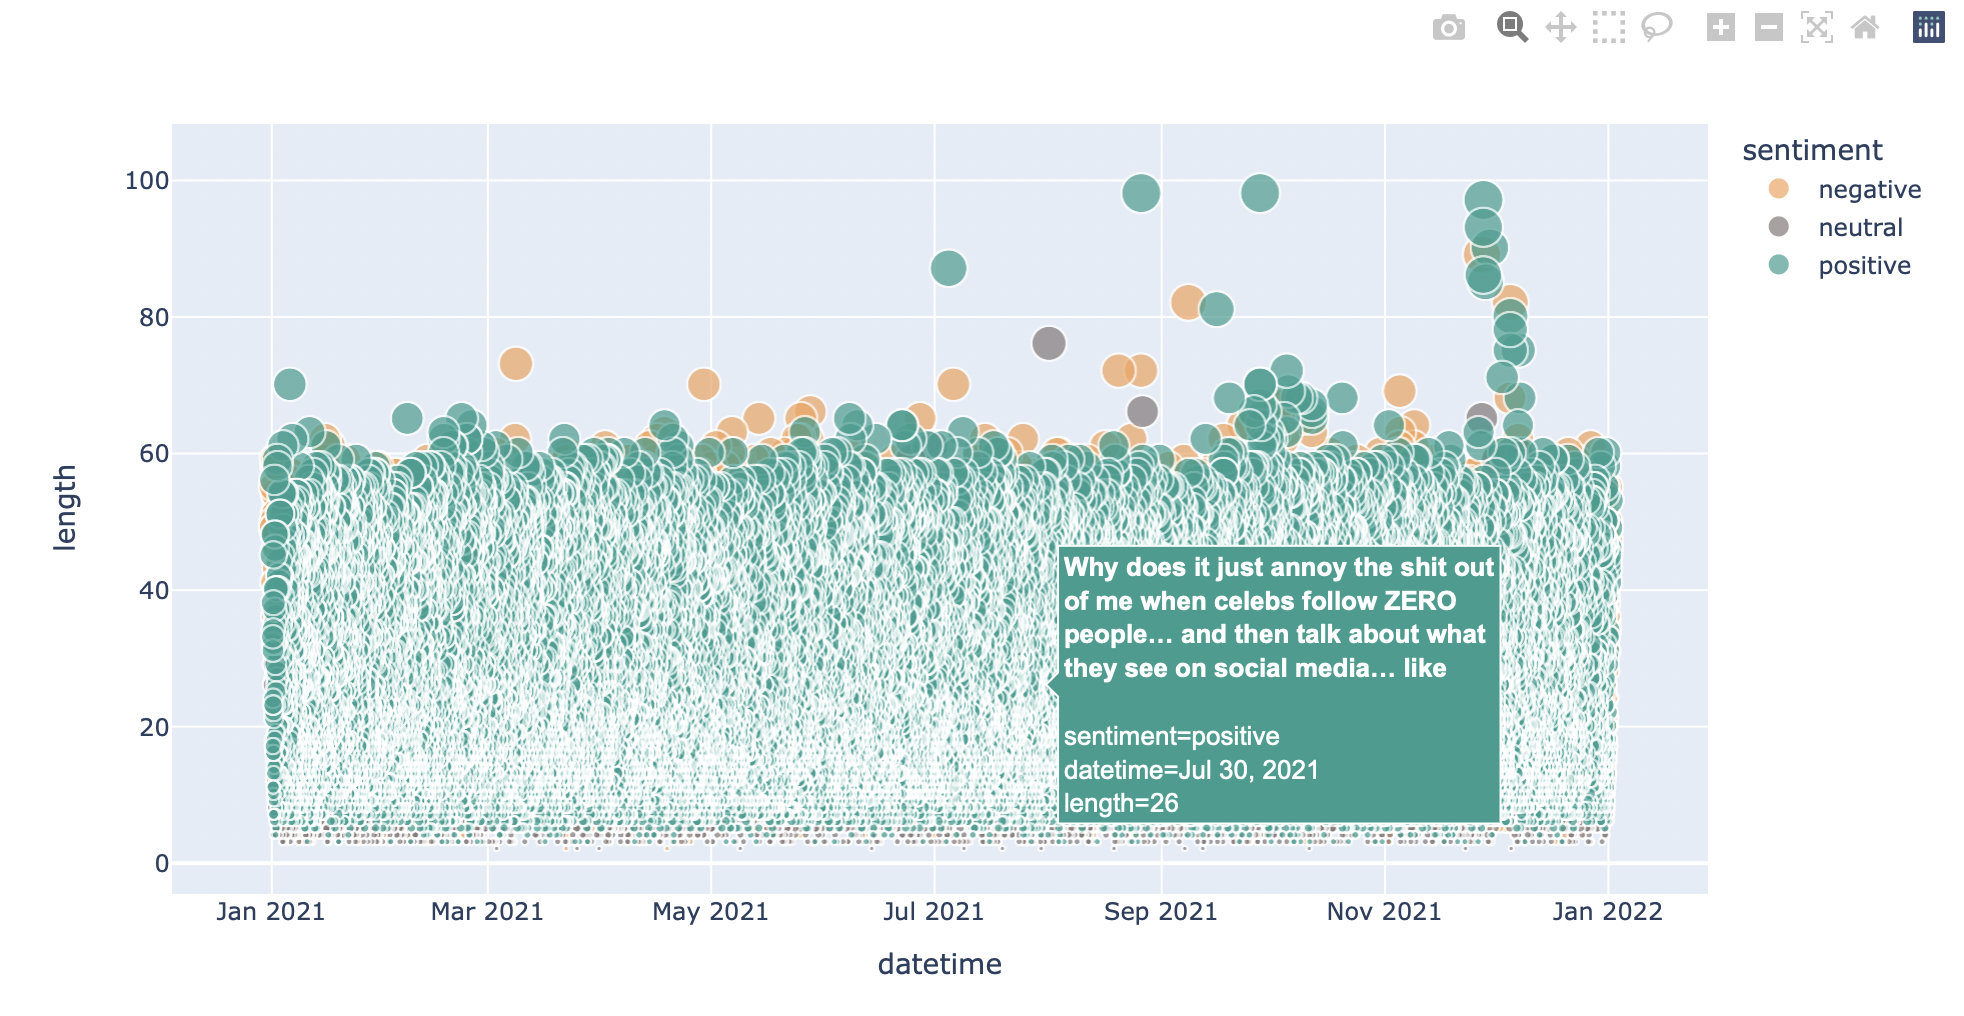 sentiment
negative
neutral
positive
100
80
60
40
20
0
length
Why does it just annoy the shit out
of me when celebs follow ZERO
people… and then talk about what
they see on social media… like
sentiment=positive
datetime=Jul 30, 2021
length=26
Jan 2021
Mar 2021
May 2021
Jul 2021
Sep 2021
Nov 2021
Jan 2022
datetime